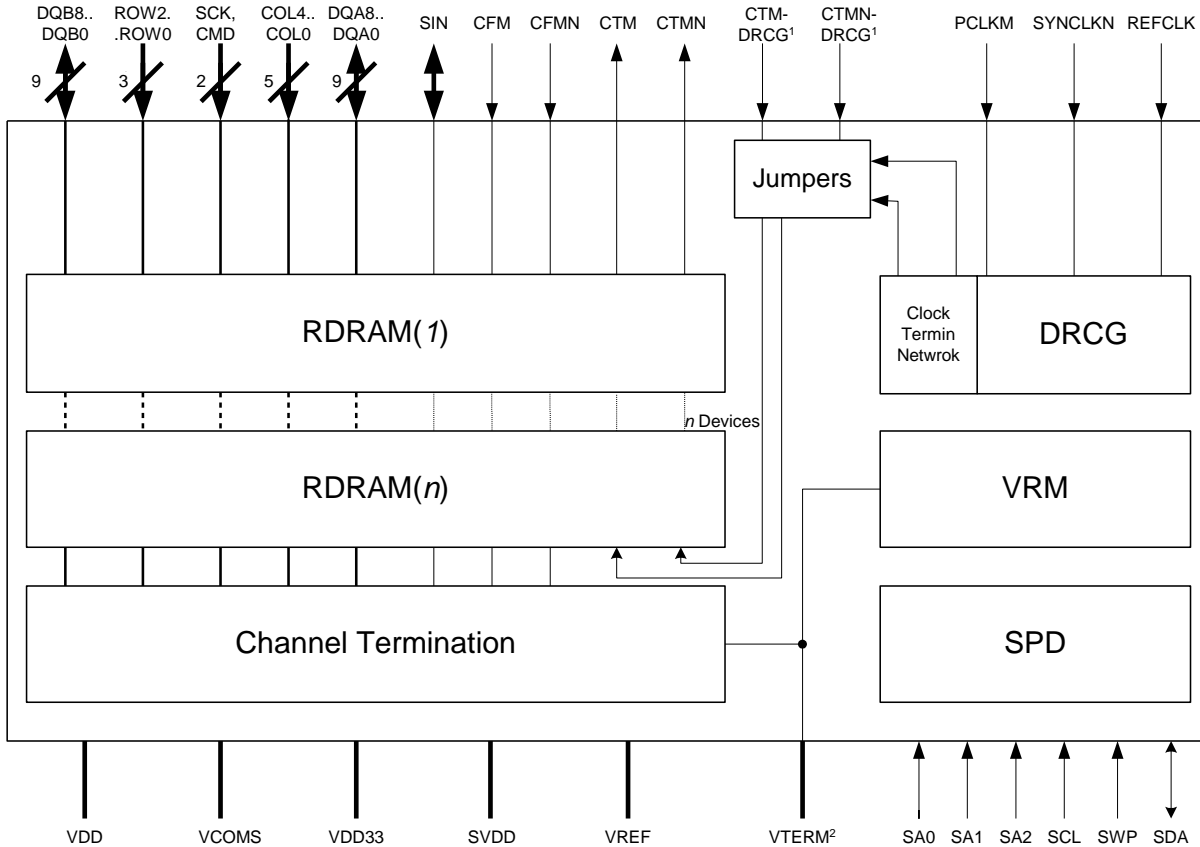 DQB8..
DQB0
ROW2.
.ROW0
SCK,
CMD
COL4..
COL0
DQA8..
DQA0
SIN
CFM
CFMN
CTM
CTMN
CTM-
DRCG¹
CTMN-
DRCG¹
PCLKM
SYNCLKN
REFCLK
9
3
2
5
9
Jumpers
RDRAM(1)
Clock
Termin
Netwrok
DRCG
n Devices
RDRAM(n)
VRM
Channel Termination
SPD
VDD
VCOMS
VDD33
SVDD
VREF
VTERM²
SA0
SA1
SA2
SCL
SWP
SDA